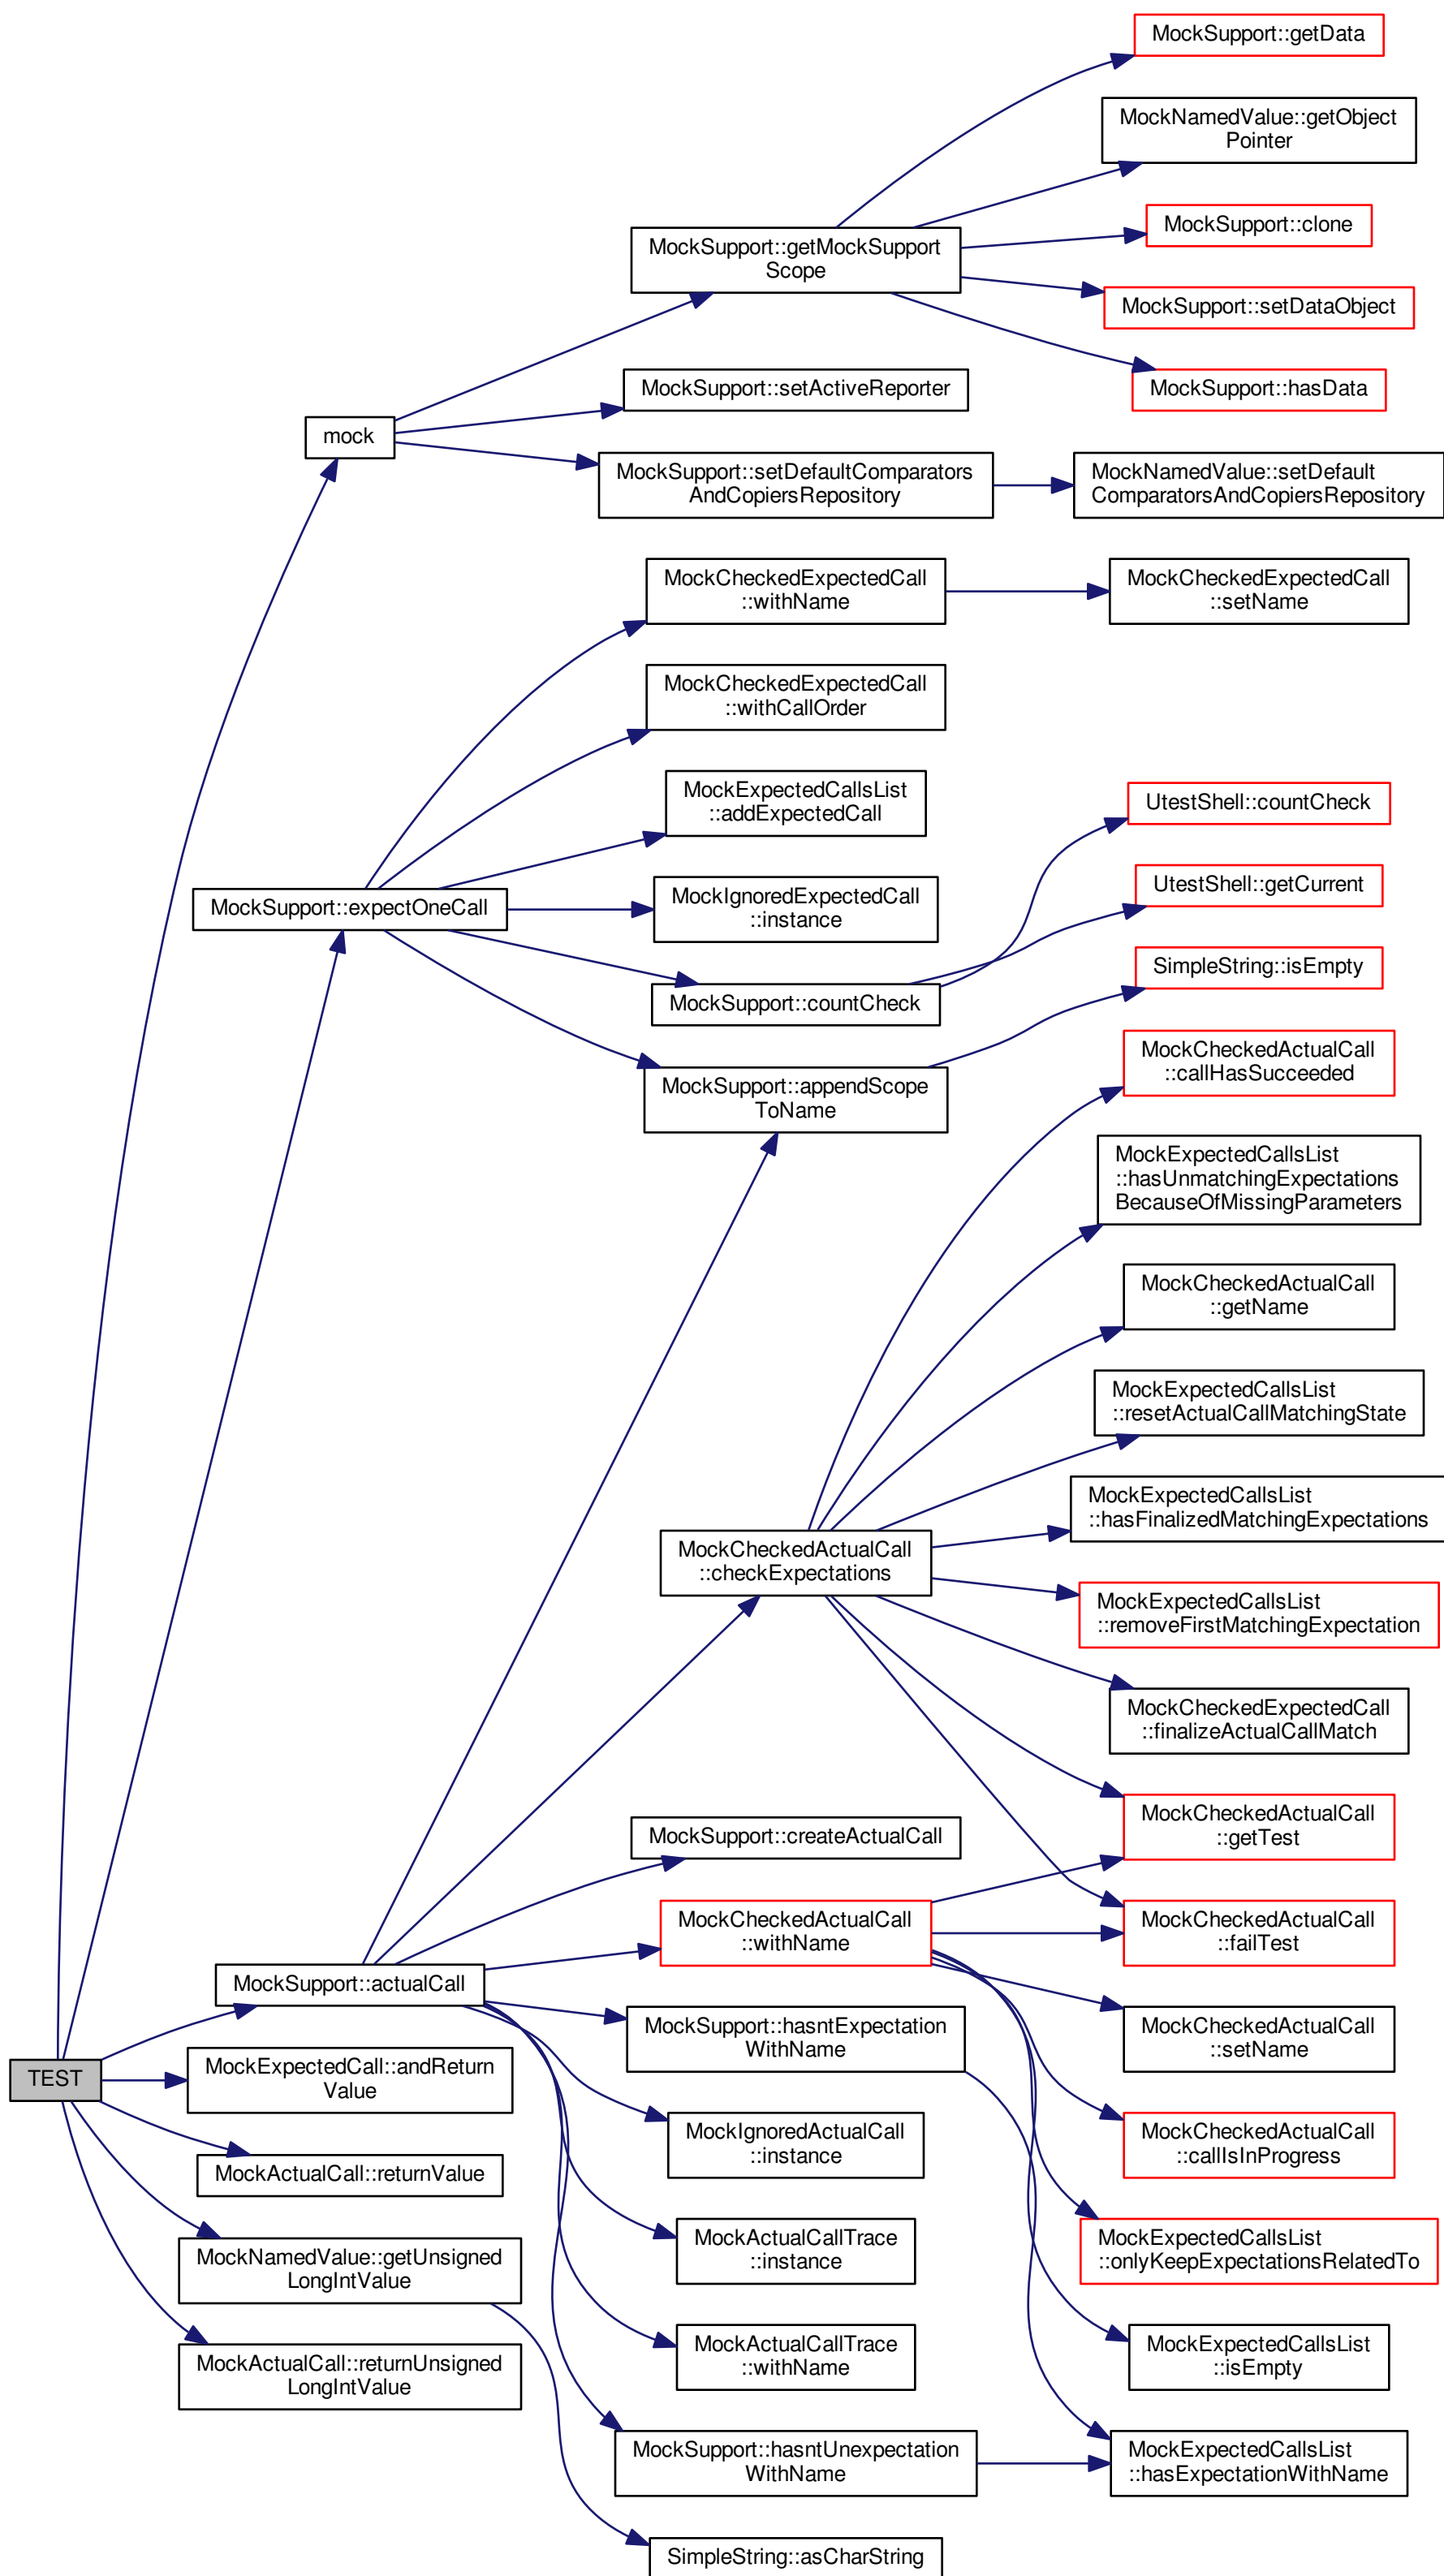 MockSupport::getData
MockNamedValue::getObject
Pointer
MockSupport::getMockSupport
Scope
MockSupport::clone
MockSupport::setDataObject
MockSupport::hasData
MockSupport::setActiveReporter
mock
MockSupport::setDefaultComparators
AndCopiersRepository
MockNamedValue::setDefault
ComparatorsAndCopiersRepository
MockCheckedExpectedCall
::withName
MockCheckedExpectedCall
::setName
MockCheckedExpectedCall
::withCallOrder
MockExpectedCallsList
::addExpectedCall
UtestShell::countCheck
MockSupport::expectOneCall
MockIgnoredExpectedCall
::instance
UtestShell::getCurrent
SimpleString::isEmpty
MockSupport::countCheck
MockSupport::appendScope
ToName
MockCheckedActualCall
::callHasSucceeded
MockExpectedCallsList
::hasUnmatchingExpectations
BecauseOfMissingParameters
MockCheckedActualCall
::getName
MockExpectedCallsList
::resetActualCallMatchingState
MockExpectedCallsList
::hasFinalizedMatchingExpectations
MockCheckedActualCall
::checkExpectations
MockExpectedCallsList
::removeFirstMatchingExpectation
MockCheckedExpectedCall
::finalizeActualCallMatch
MockCheckedActualCall
::getTest
MockSupport::createActualCall
MockCheckedActualCall
::withName
MockCheckedActualCall
::failTest
MockSupport::actualCall
MockSupport::hasntExpectation
WithName
MockCheckedActualCall
::setName
TEST
MockExpectedCall::andReturn
Value
MockIgnoredActualCall
::instance
MockCheckedActualCall
::callIsInProgress
MockActualCall::returnValue
MockNamedValue::getUnsigned
LongIntValue
MockActualCallTrace
::instance
MockExpectedCallsList
::onlyKeepExpectationsRelatedTo
MockActualCall::returnUnsigned
LongIntValue
MockActualCallTrace
::withName
MockExpectedCallsList
::isEmpty
MockSupport::hasntUnexpectation
WithName
MockExpectedCallsList
::hasExpectationWithName
SimpleString::asCharString